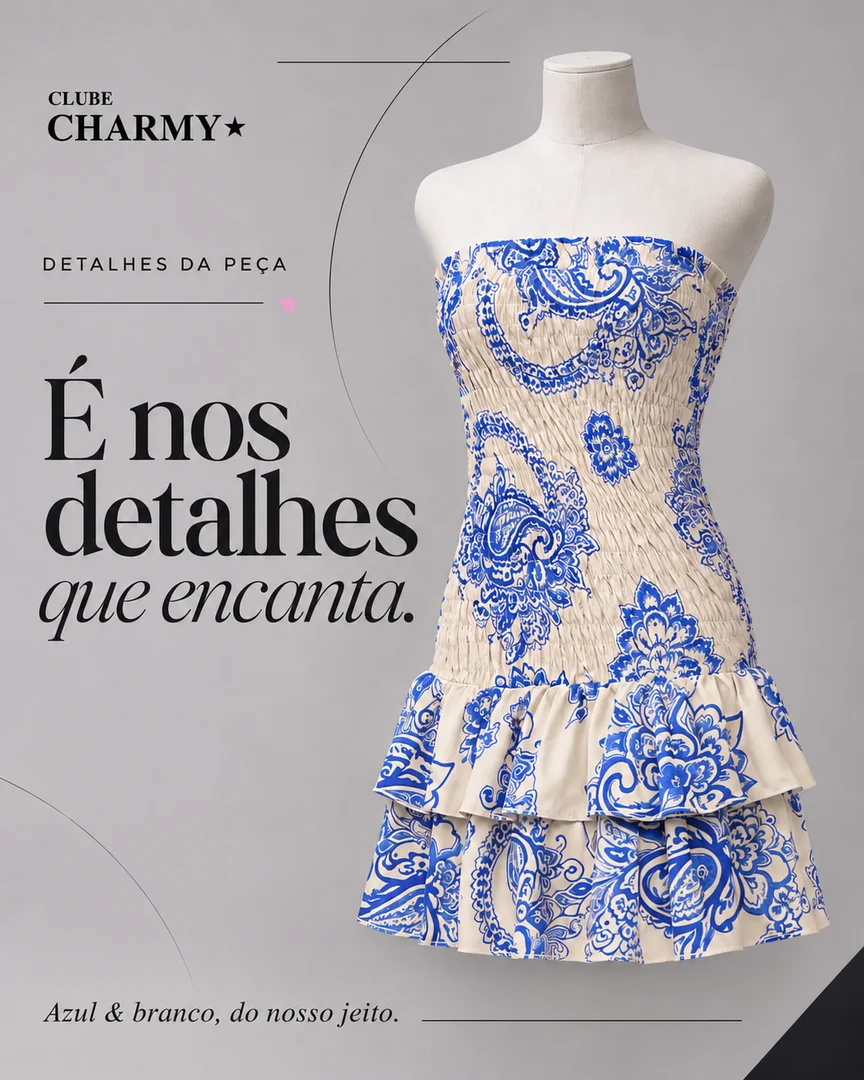 CLUBE
CHARMY★
DETALHES DA PEÇA
É nos
detalhes
que encanta.
Azul & branco, do nosso jeito.